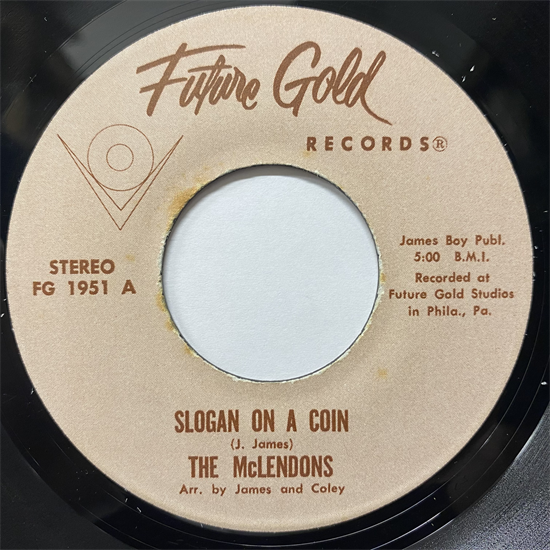 Future Gold
RECORDS®
STEREO
FG 1951 A
James Boy Publ.
5:00 B.M.I.
Recorded at
Future Gold Studios
in Phila., Pa.
SLOGAN ON A COIN
(J. James)
THE McLENDONS
Arr. by James and Coley